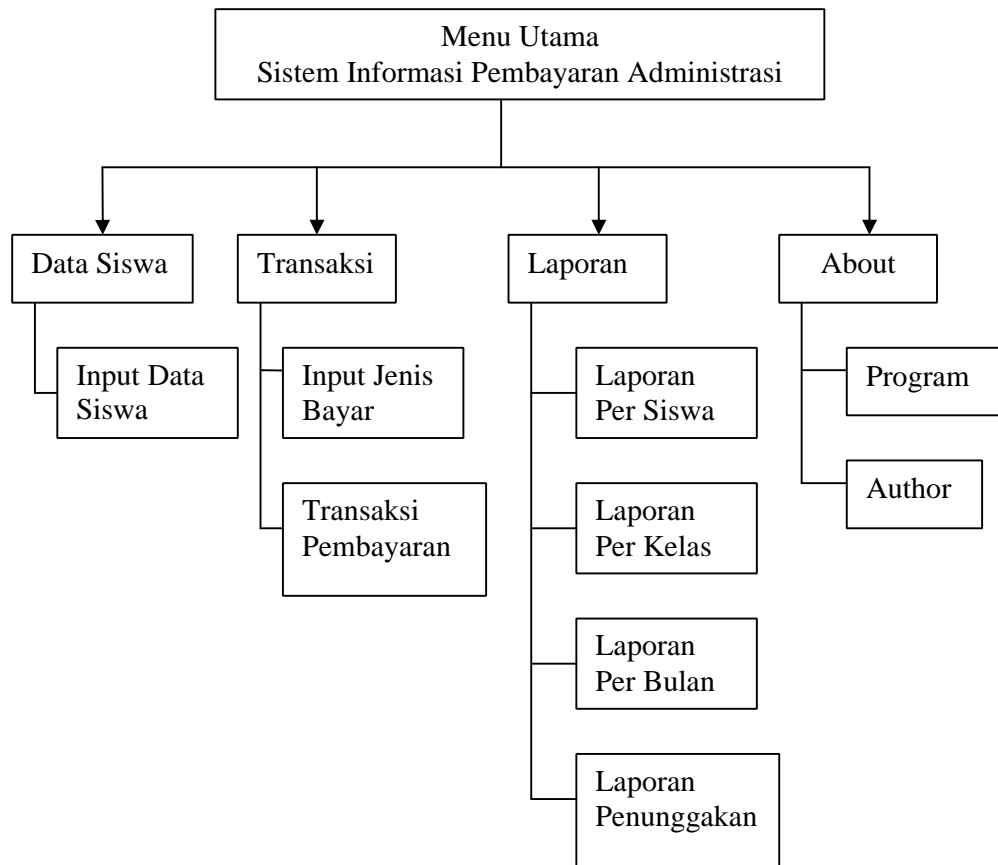 Menu Utama
Sistem Informasi Pembayaran Administrasi
Data Siswa
Transaksi
Laporan
About
Input Data
Siswa
Input Jenis
Bayar
Transaksi
Pembayaran
Laporan
Per Siswa
Laporan
Per Kelas
Laporan
Per Bulan
Laporan
Penunggakan
Program
Author